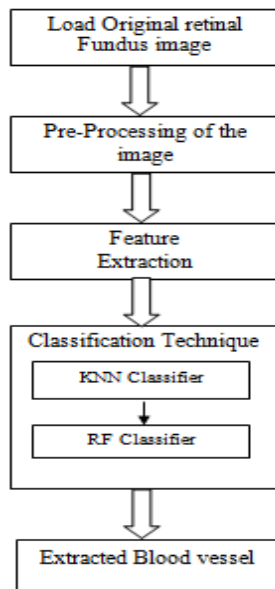 Load Original retinal
Fundus image
Pre-Processing of the
image
Feature
Extraction
Classification Technique
KNN Classifier
RF Classifier
Extracted Blood vessel